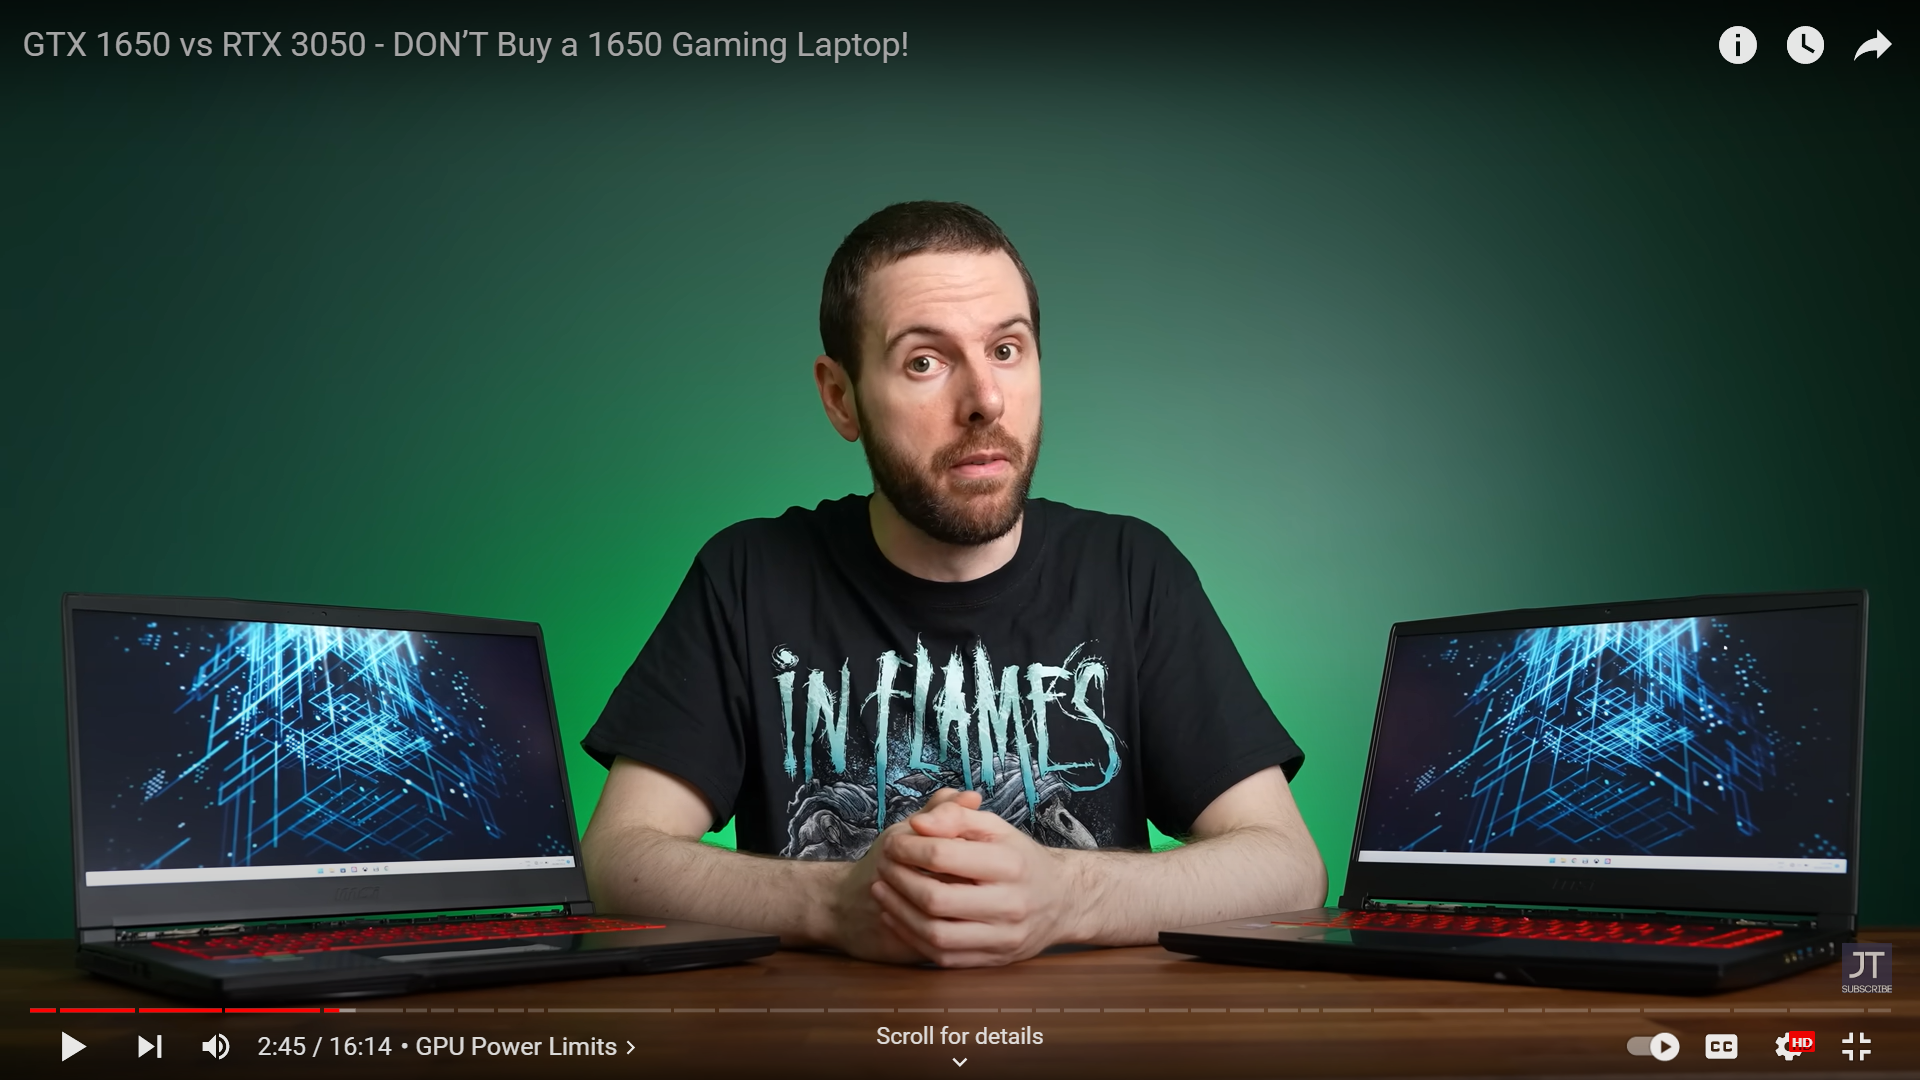 GTX 1650 vs RTX 3050 - DON’T Buy a 1650 Gaming Laptop!
IN FLAMES
JT
SUBSCRIBE
Scroll for details
2:45 / 16:14 • GPU Power Limits
CC
HD